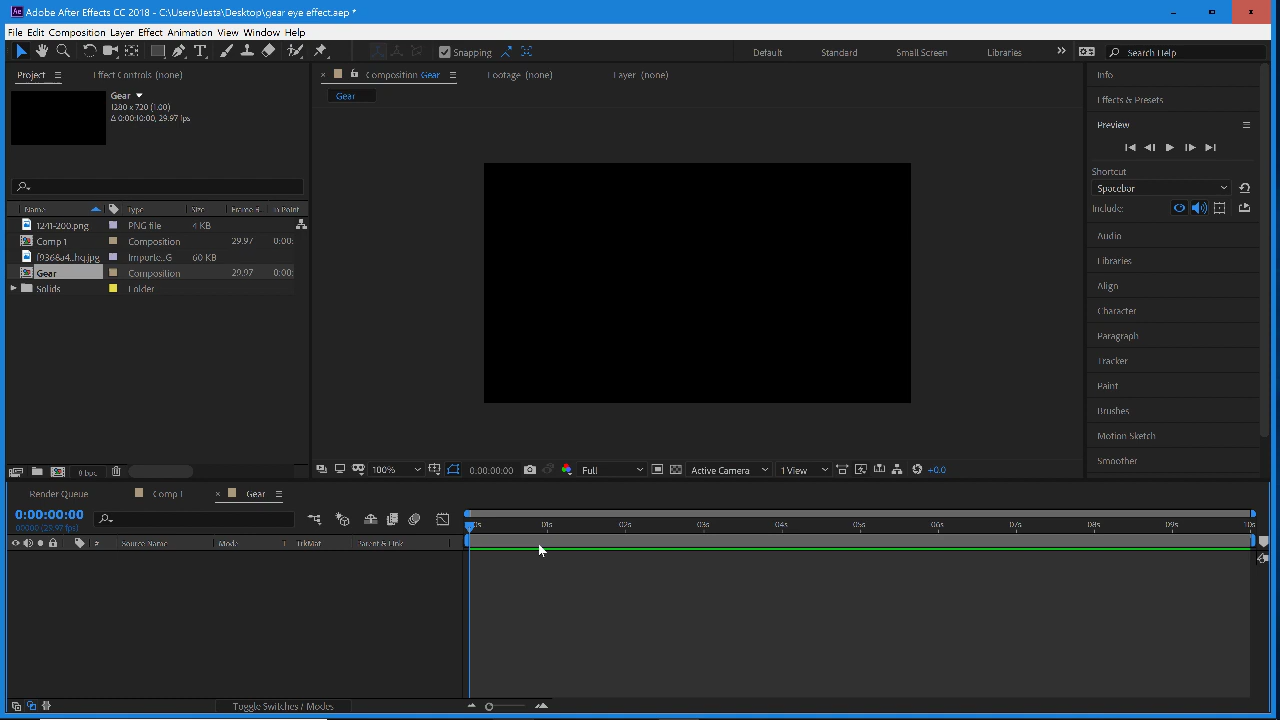 Adobe After Effects CC 2018 - C:\Users\Jesta\Desktop\gear eye effect.aep *
File Edit Composition Layer Effect Animation View Window Help
Snapping Default Standard Small Screen Libraries Search Help
Project Effect Controls (none) Composition Gear Footage (none) Layer (none) Info
Gear
1280 x 720 (1.00)
Δ 0:00:10:00, 29.97 fps
Gear
Effects & Presets
Preview
Shortcut
Spacebar
Include:
Name Type Size Frame R In Point
1241-200.png PNG file 4 KB
Comp 1 Composition 29.97 0:00:
f9368a4...hq.jpg Importe...G 60 KB
Gear Composition 29.97 0:00:
Solids Folder
Audio
Libraries
Align
Character
Paragraph
Tracker
Paint
Brushes
Motion Sketch
Smoother
8 bpc 100% 0:00:00:00 Full Active Camera 1 View +0.0
Render Queue Comp 1 Gear
0:00:00:00
00000 (29.97 fps)
01s 02s 03s 04s 05s 06s 07s 08s 09s 10s
# Source Name Mode T TrkMat Parent & Link
Toggle Switches / Modes